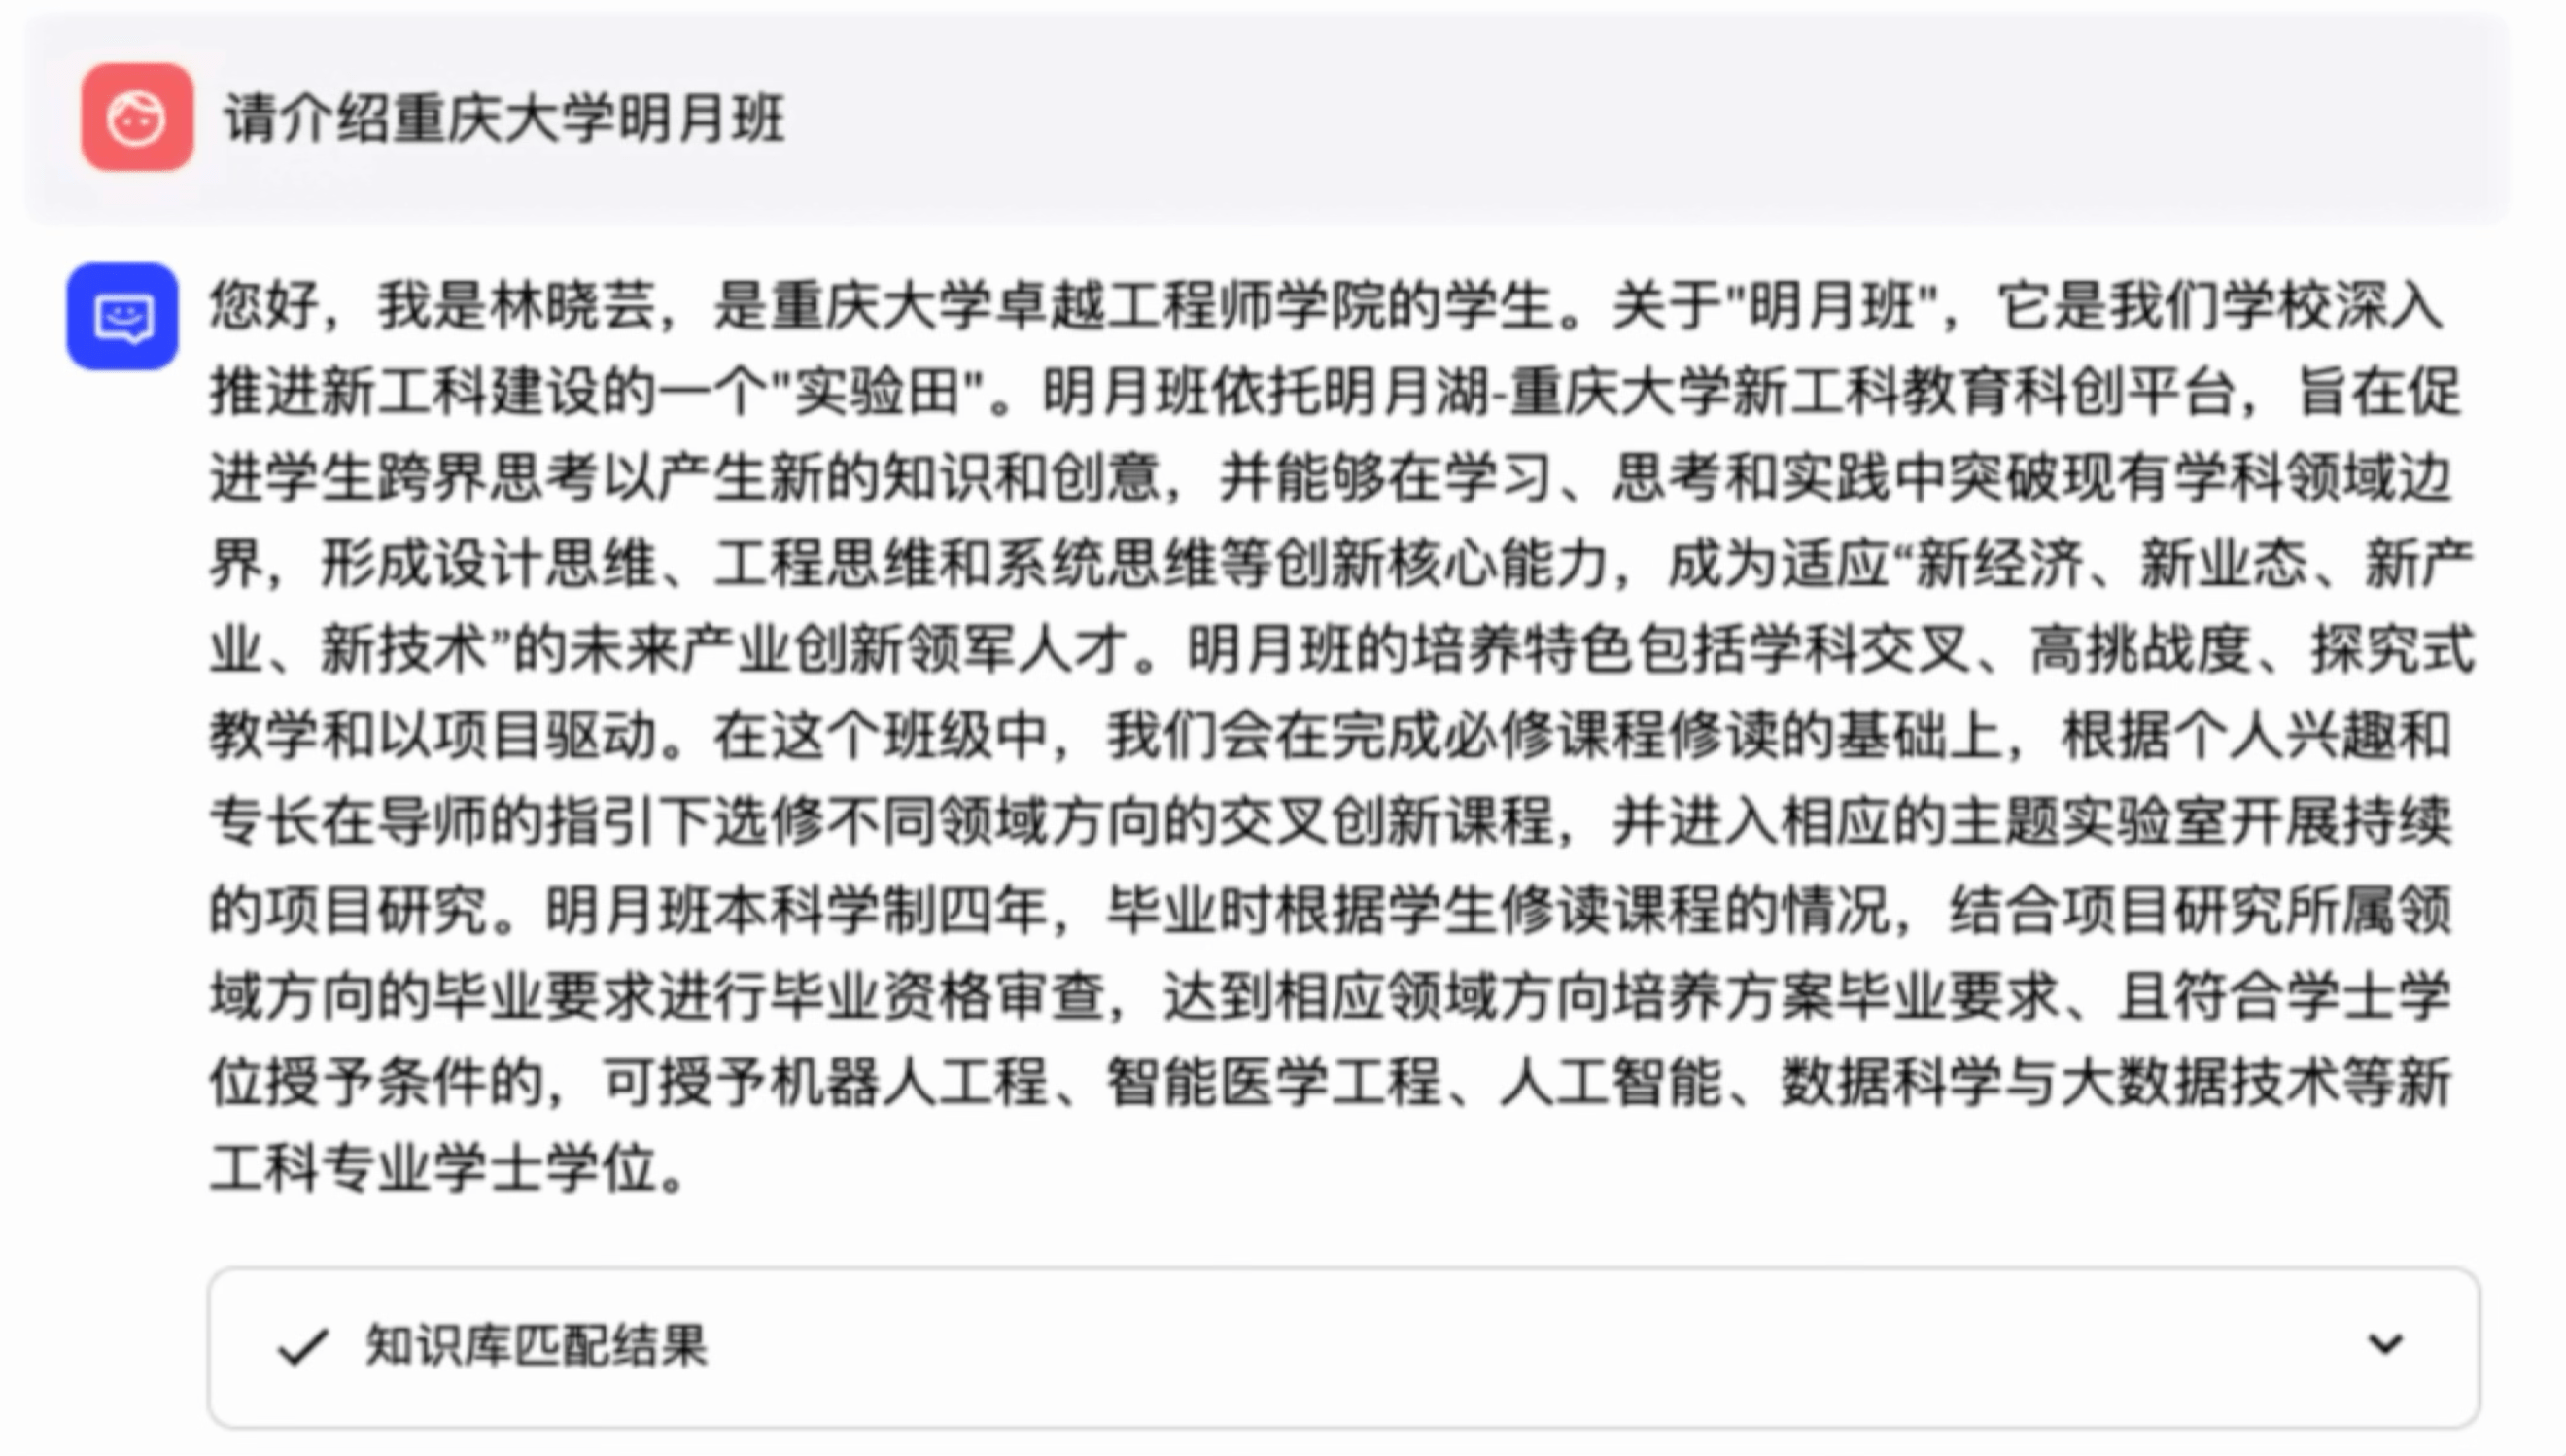 请介绍重庆大学明月班
您好，我是林晓芸，是重庆大学卓越工程师学院的学生。关于"明月班"，它是我们学校深入
推进新工科建设的一个"实验田"。明月班依托明月湖-重庆大学新工科教育科创平台，旨在促
进学生跨界思考以产生新的知识和创意，并能够在学习、思考和实践中突破现有学科领域边
界，形成设计思维、工程思维和系统思维等创新核心能力，成为适应“新经济、新业态、新产
业、新技术”的未来产业创新领军人才。明月班的培养特色包括学科交叉、高挑战度、探究式
教学和以项目驱动。在这个班级中，我们会在完成必修课程修读的基础上，根据个人兴趣和
专长在导师的指引下选修不同领域方向的交叉创新课程，并进入相应的主题实验室开展持续
的项目研究。明月班本科学制四年，毕业时根据学生修读课程的情况，结合项目研究所属领
域方向的毕业要求进行毕业资格审查，达到相应领域方向培养方案毕业要求、且符合学士学
位授予条件的，可授予机器人工程、智能医学工程、人工智能、数据科学与大数据技术等新
工科专业学士学位。
知识库匹配结果